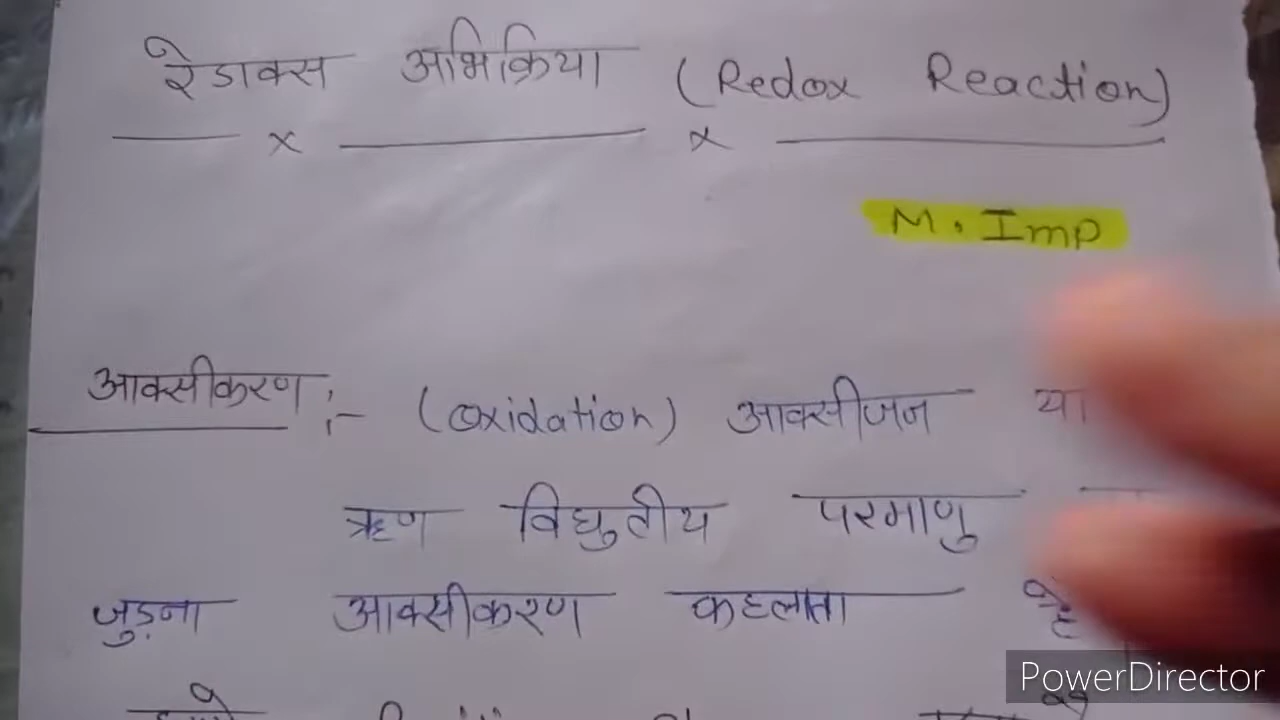 रेडाक्स अभिक्रिया (Redox Reaction)
M. Imp
आक्सीकरण :- (Oxidation) आक्सीजन या
ऋण विधुतीय परमाणु
जुड़ना आक्सीकरण कहलाता है
PowerDirector